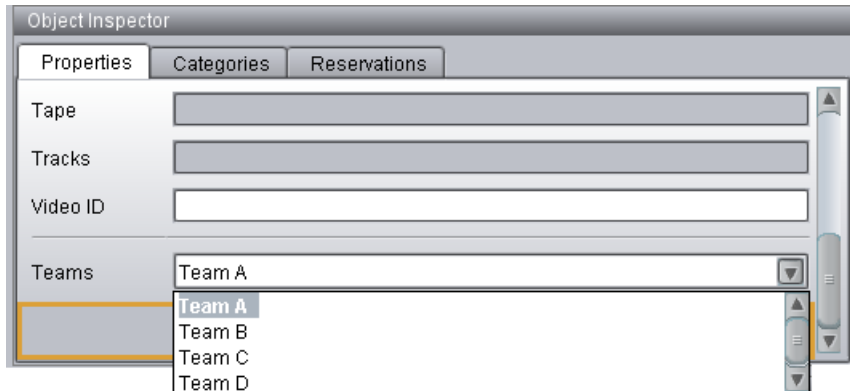 Object Inspector
Properties Categories Reservations
Tape
Tracks
Video ID
Teams Team A
Team A
Team B
Team C
Team D